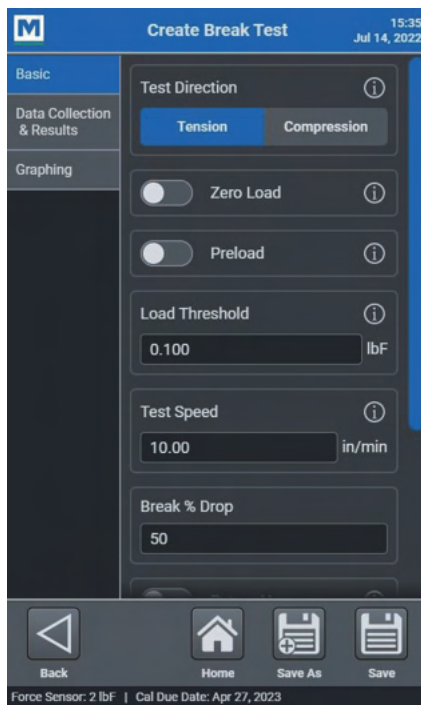 M
Create Break Test
15:35
Jul 14, 2022
Basic
Data Collection
& Results
Graphing
Test Direction
Tension
Compression
Zero Load
Preload
Load Threshold
0.100
lbF
Test Speed
10.00
in/min
Break % Drop
50
Back
Home
Save As
Save
Force Sensor: 2 lbF | Cal Due Date: Apr 27, 2023